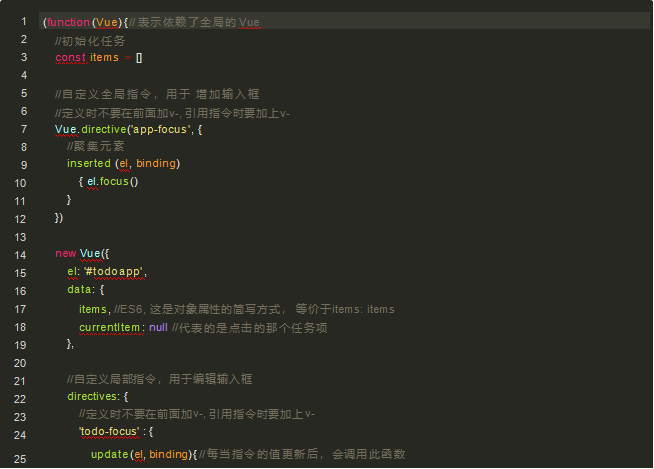 1 (function (Vue) {//表示依赖了全局的 Vue
2 //初始化任务
3 const items = []
4
5 //自定义全局指令，用于 增加输入框
6 //定义时不要在前面加v-, 引用指令时要加上v-
7 Vue.directive('app-focus', {
8 //聚集元素
9 inserted (el, binding)
10 { el.focus()
11 }
12 })
13
14 new Vue({
15 el: '#todoapp',
16 data: {
17 items, //ES6, 这是对象属性的简写方式， 等价于items: items
18 currentItem: null //代表的是点击的那个任务项
19 },
20
21 //自定义局部指令，用于编辑输入框
22 directives: {
23 //定义时不要在前面加v-, 引用指令时要加上v-
24 'todo-focus' : {
25 update (el, binding) { //每当指令的值更新后，会调用此函数